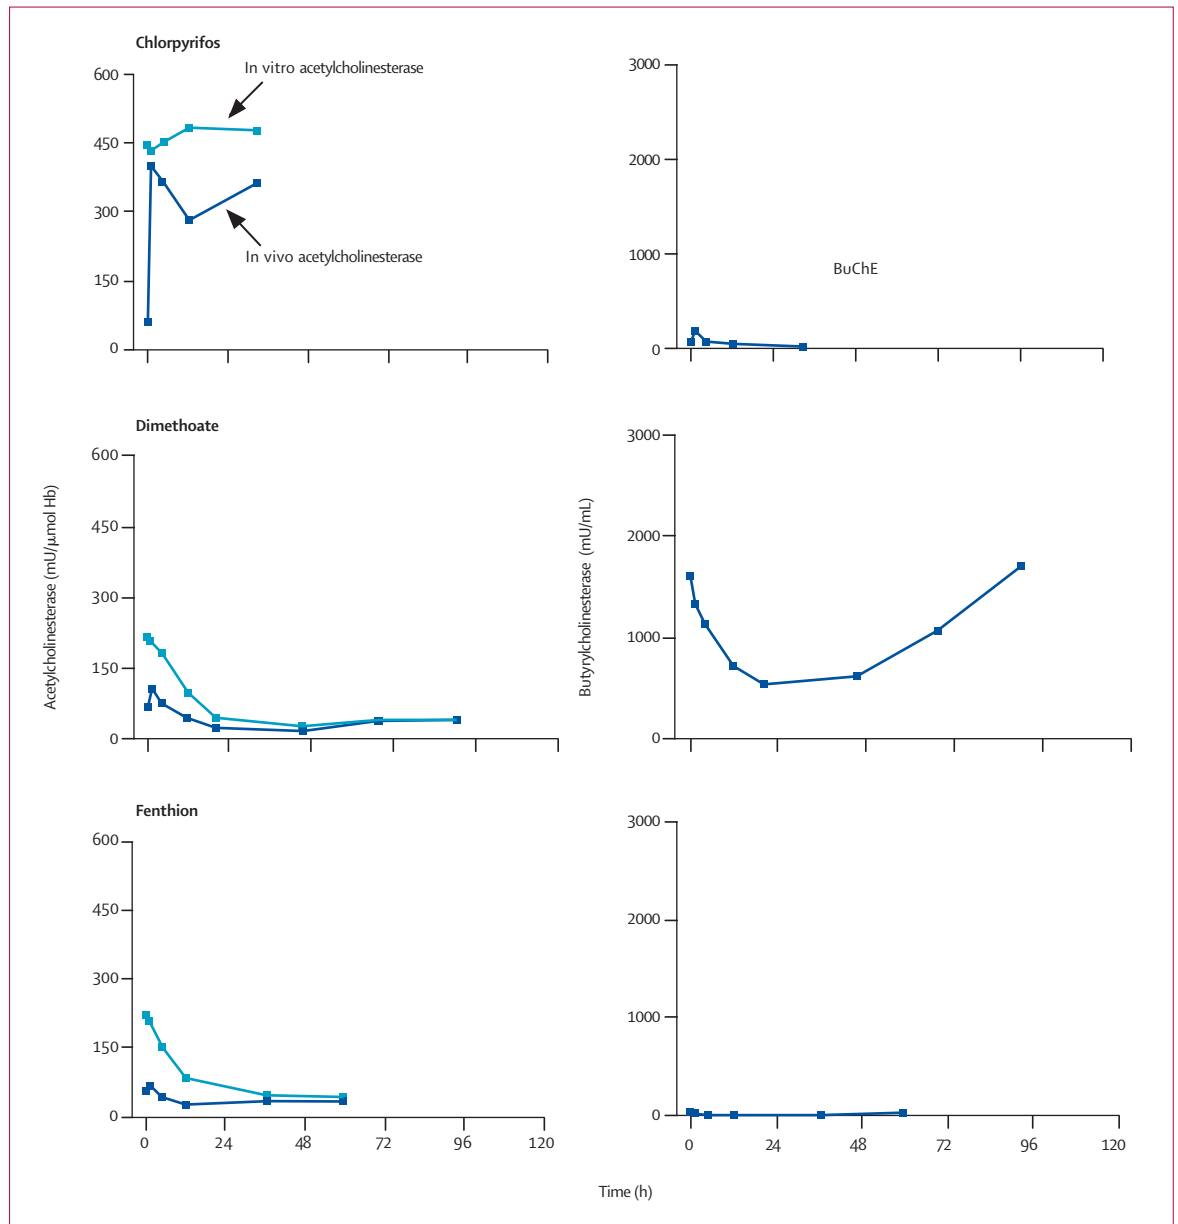 Chlorpyrifos
In vitro acetylcholinesterase
In vivo acetylcholinesterase
600
450
300
150
0
3000
2000
1000
0
BuChE
Dimethoate
600
450
300
150
0
3000
2000
1000
0
Acetylcholinesterase (mU/μmol Hb)
Butyrylcholinesterase (mU/mL)
Fenthion
600
450
300
150
0
0 24 48 72 96 120
3000
2000
1000
0
0 24 48 72 96 120
Time (h)